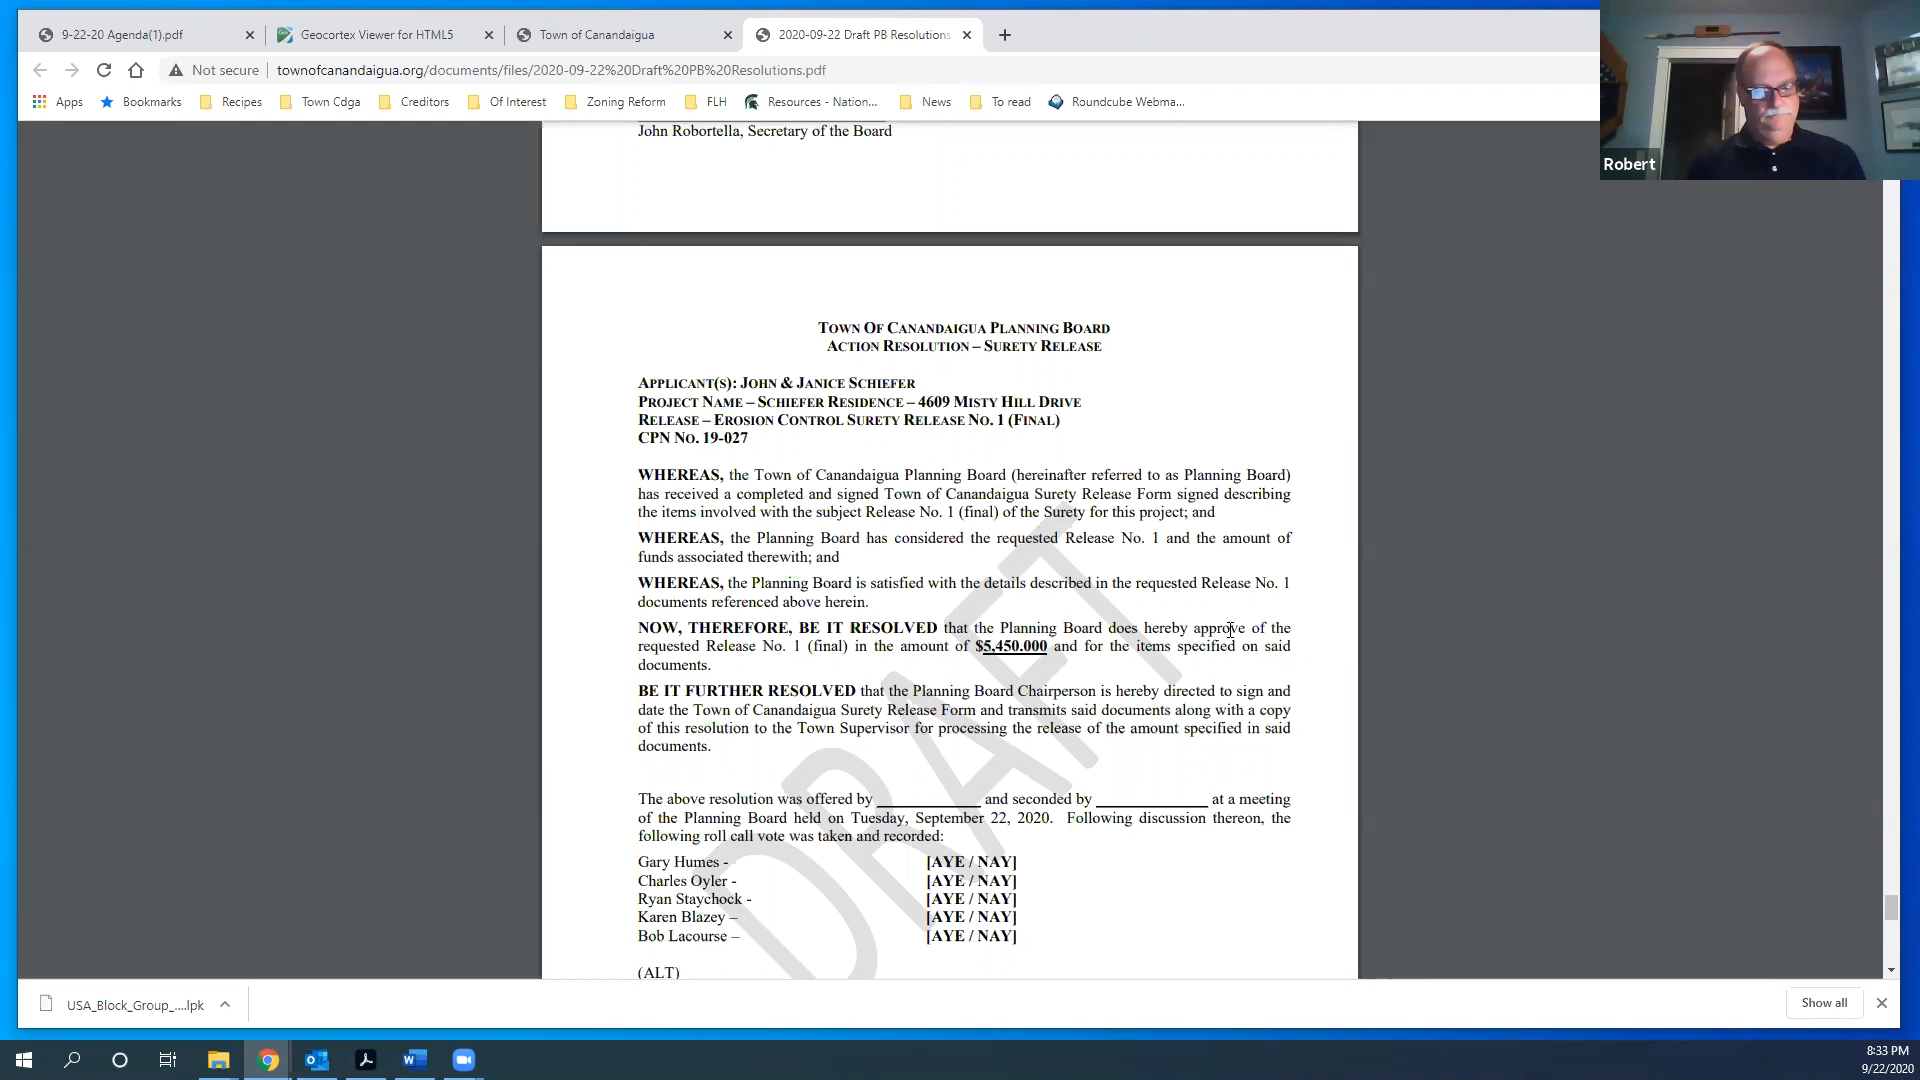 9-22-20 Agenda(1).pdf
Geocortex Viewer for HTML5
Town of Canandaigua
2020-09-22 Draft PB Resolutions
Not secure
townofcanandaigua.org/documents/files/2020-09-22%20Draft%20PB%20Resolutions.pdf
Apps
Bookmarks
Recipes
Town Cdga
Creditors
Of Interest
Zoning Reform
FLH
Resources - Nation...
News
To read
Roundcube Webma...
Robert
John Robortella, Secretary of the Board
TOWN OF CANANDAIGUA PLANNING BOARD
ACTION RESOLUTION – SURETY RELEASE
APPLICANT(S): JOHN & JANICE SCHIEFER
PROJECT NAME – SCHIEFER RESIDENCE – 4609 MISTY HILL DRIVE
RELEASE – EROSION CONTROL SURETY RELEASE NO. 1 (FINAL)
CPN NO. 19-027
WHEREAS, the Town of Canandaigua Planning Board (hereinafter referred to as Planning Board)
has received a completed and signed Town of Canandaigua Surety Release Form signed describing
the items involved with the subject Release No. 1 (final) of the Surety for this project; and
WHEREAS, the Planning Board has considered the requested Release No. 1 and the amount of
funds associated therewith; and
WHEREAS, the Planning Board is satisfied with the details described in the requested Release No. 1
documents referenced above herein.
NOW, THEREFORE, BE IT RESOLVED that the Planning Board does hereby approve of the
requested Release No. 1 (final) in the amount of $5,450.000 and for the items specified on said
documents.
BE IT FURTHER RESOLVED that the Planning Board Chairperson is hereby directed to sign and
date the Town of Canandaigua Surety Release Form and transmits said documents along with a copy
of this resolution to the Town Supervisor for processing the release of the amount specified in said
documents.
The above resolution was offered by ______________ and seconded by _______________ at a meeting
of the Planning Board held on Tuesday, September 22, 2020. Following discussion thereon, the
following roll call vote was taken and recorded:
Gary Humes - [AYE / NAY]
Charles Oyler - [AYE / NAY]
Ryan Staychock - [AYE / NAY]
Karen Blazey – [AYE / NAY]
Bob Lacourse – [AYE / NAY]
(ALT)
DRAFT
USA_Block_Group_....lpk
Show all
8:33 PM
9/22/2020